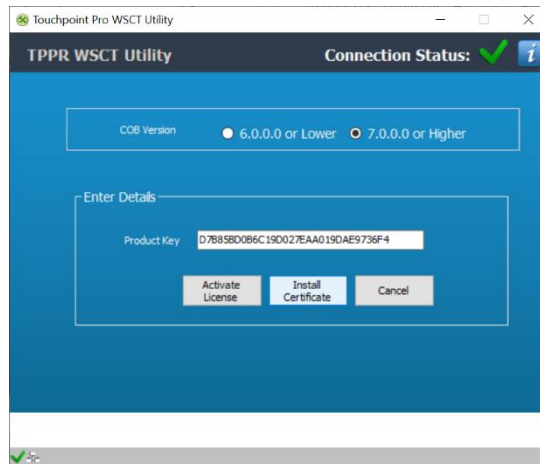 Touchpoint Pro WSCT Utility
TPPR WSCT Utility
Connection Status:
i
COB Version
6.0.0.0 or Lower
7.0.0.0 or Higher
Enter Details
Product Key
D7B85BD0B6C19D027EAA019DAE9736F4
Activate
License
Install
Certificate
Cancel